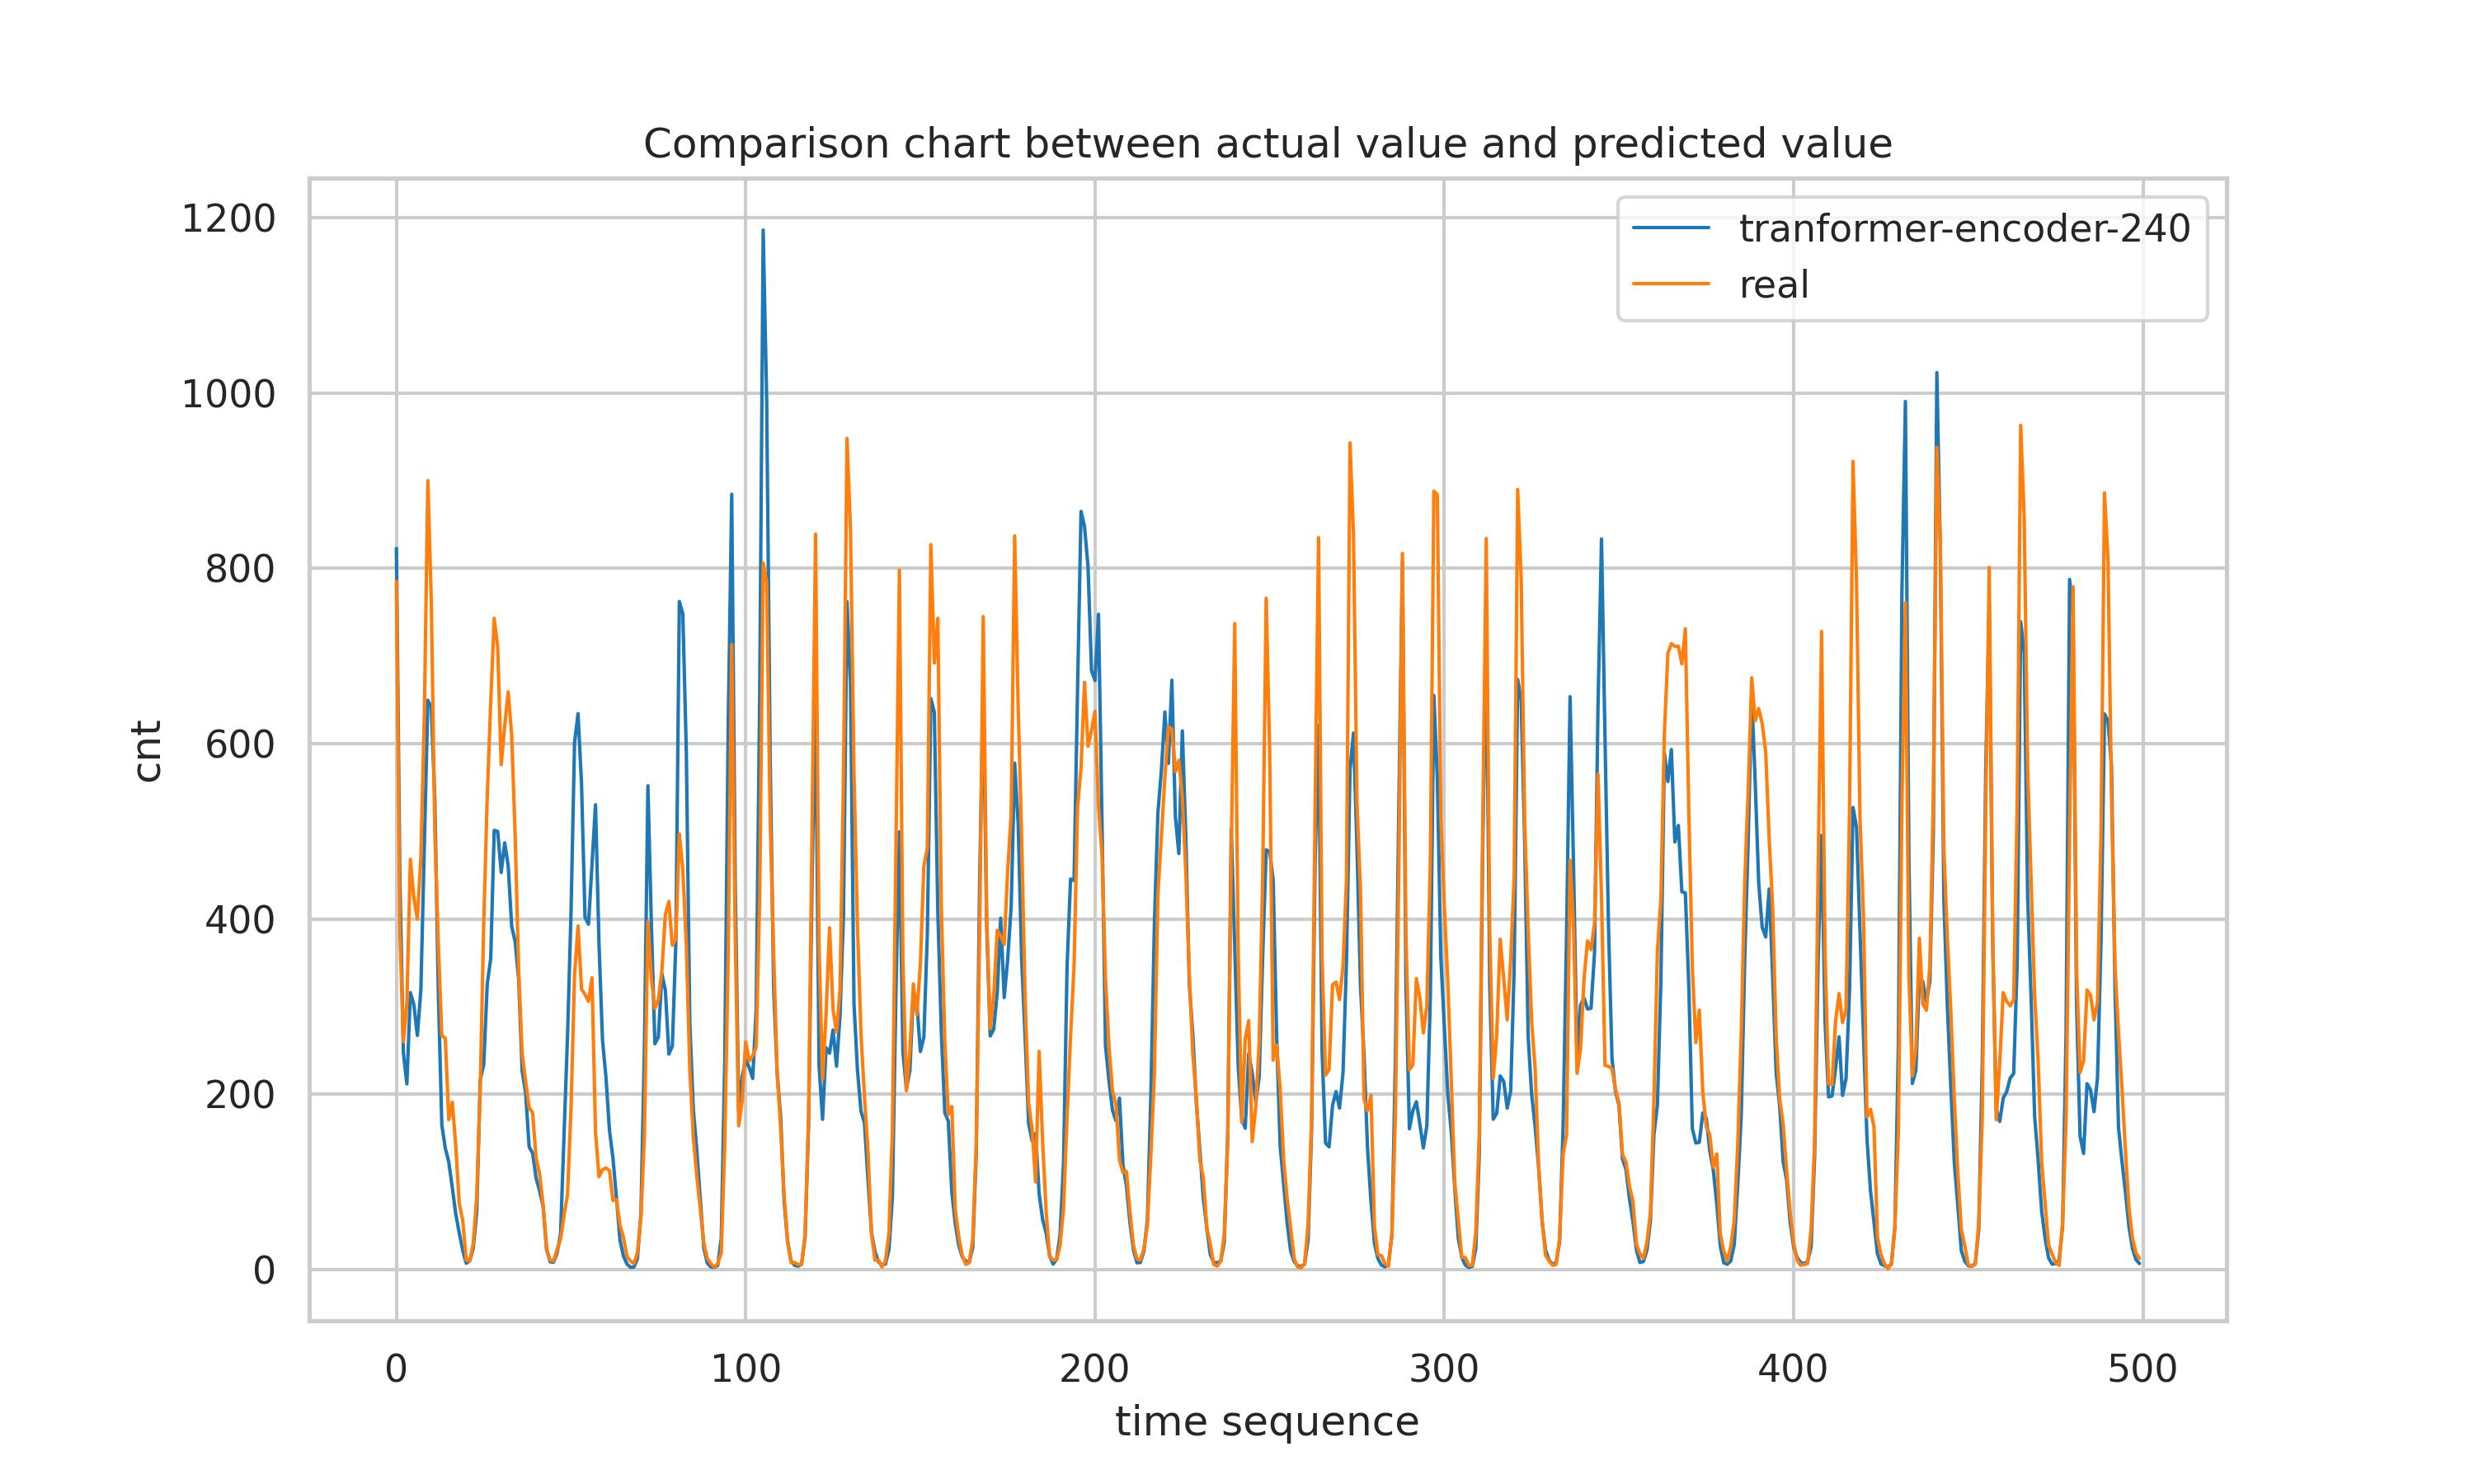 Comparison chart between actual value and predicted value
tranformer-encoder-240
real
1200
1000
800
600
400
200
0
cnt
0 100 200 300 400 500
time sequence